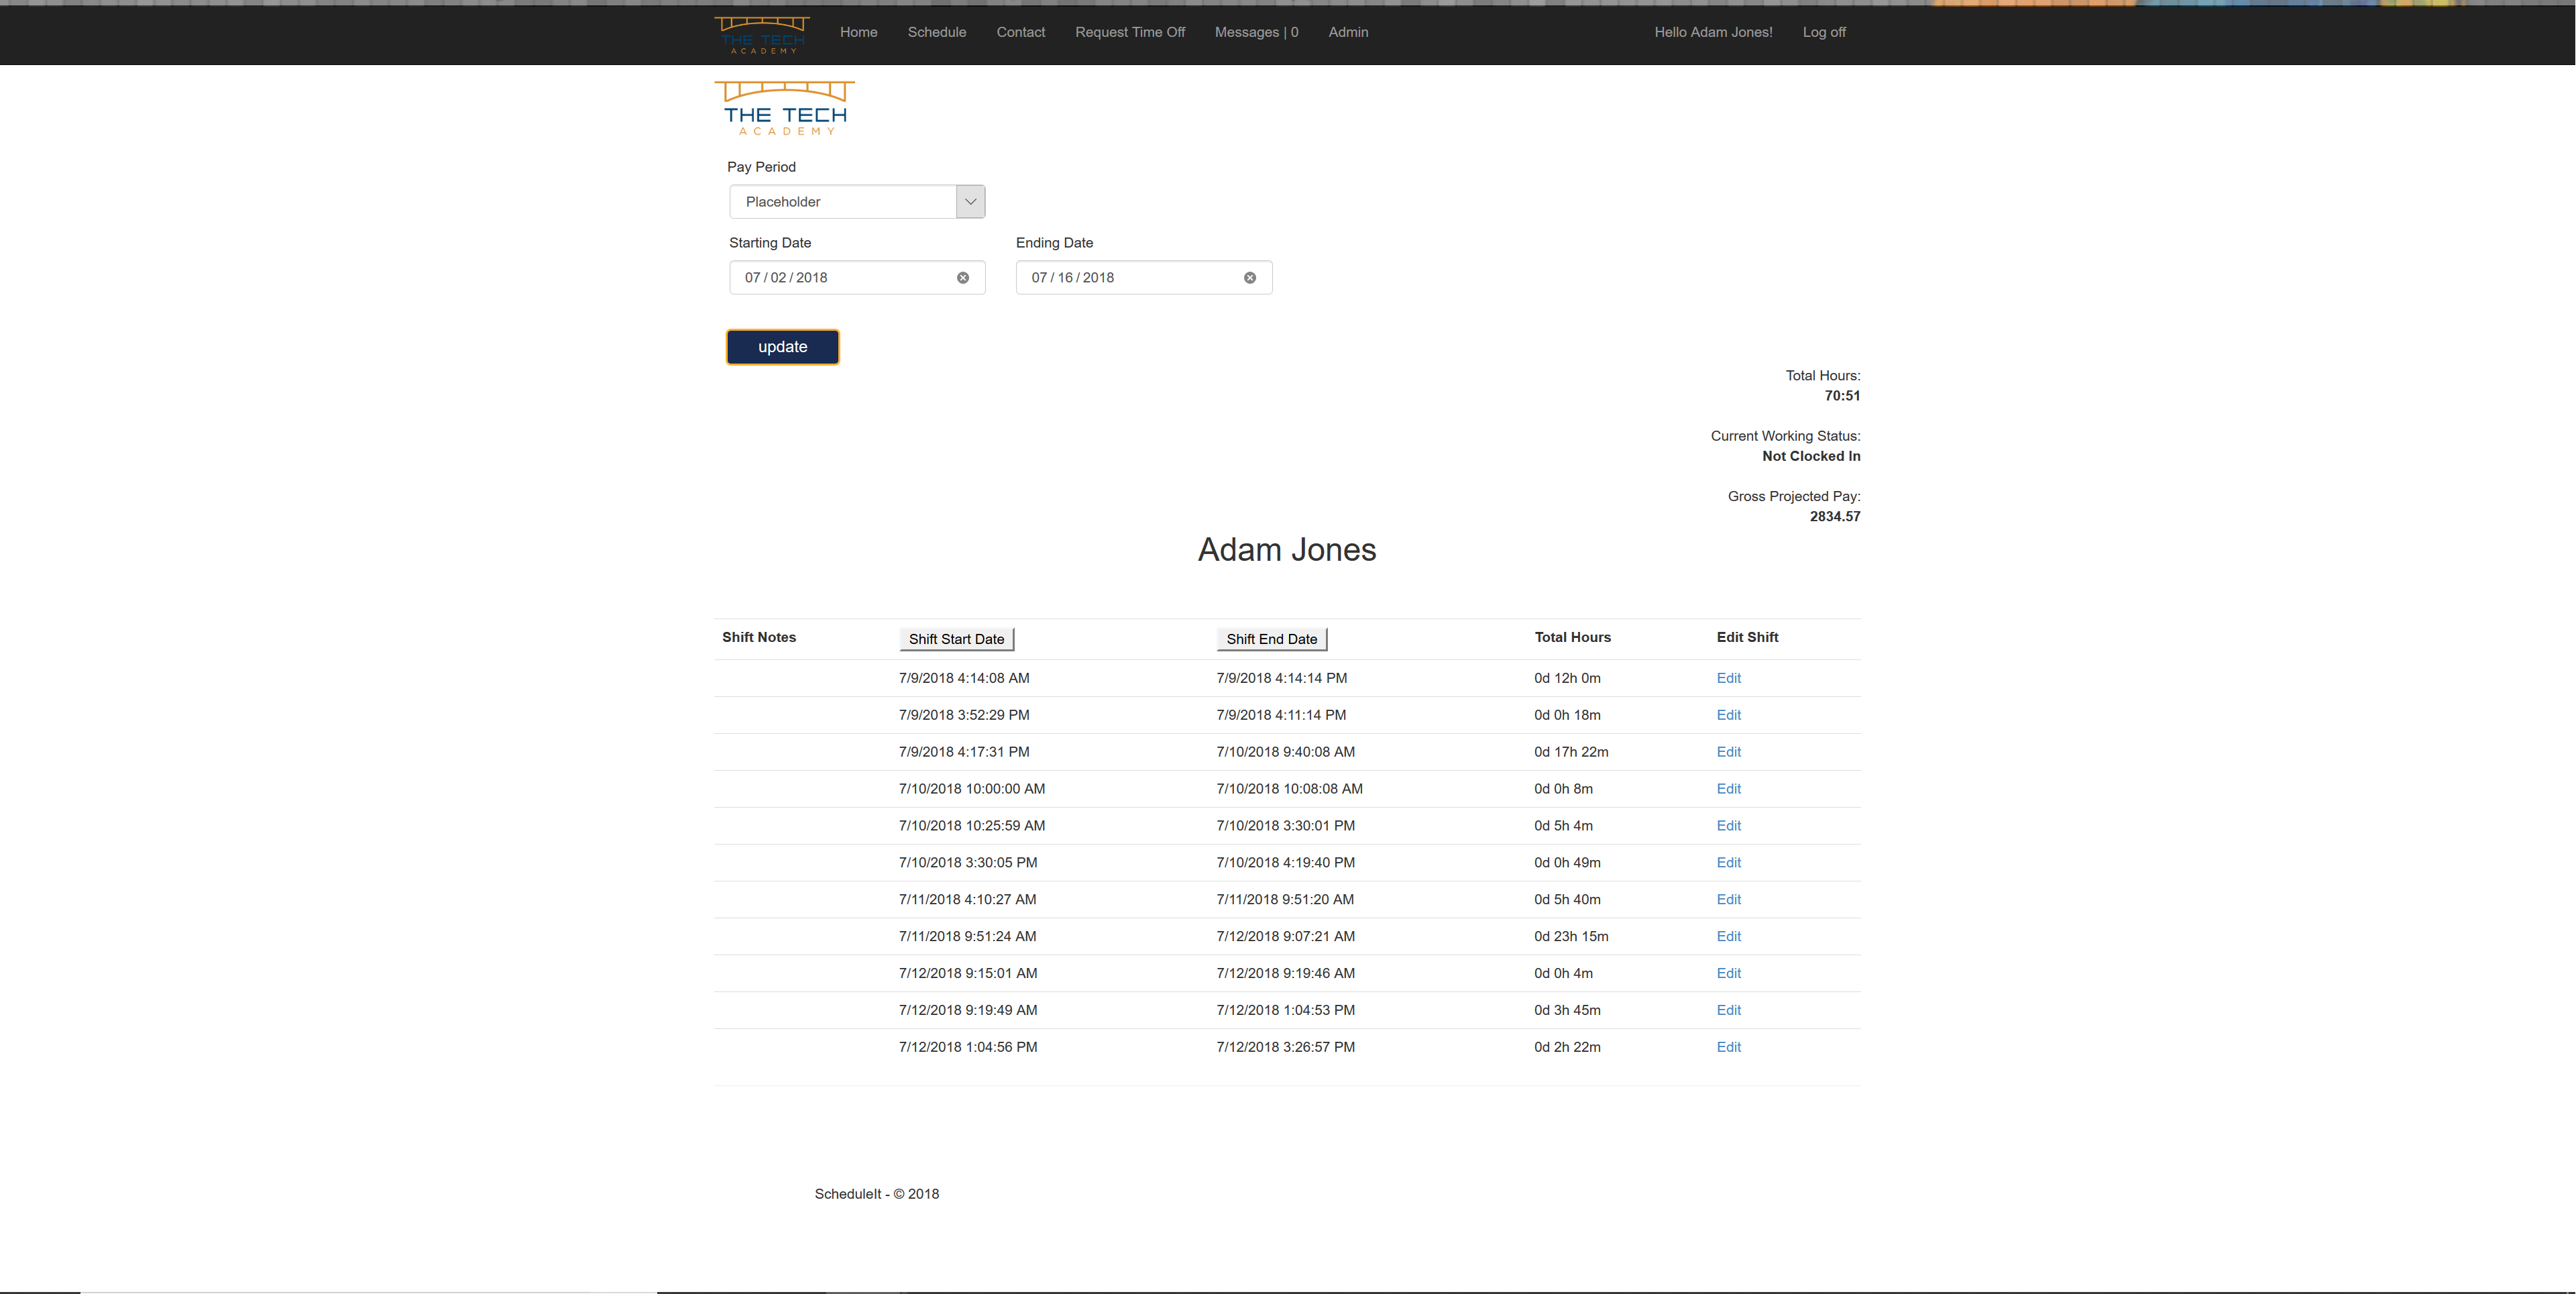 THE TECH
ACADEMY
Home Schedule Contact Request Time Off Messages | 0 Admin Hello Adam Jones! Log off
THE TECH
ACADEMY
Pay Period
Placeholder
Starting Date Ending Date
07 / 02 / 2018 07 / 16 / 2018
update
Total Hours:
70:51
Current Working Status:
Not Clocked In
Gross Projected Pay:
2834.57
Adam Jones
Shift Notes Shift Start Date Shift End Date Total Hours Edit Shift
7/9/2018 4:14:08 AM 7/9/2018 4:14:14 PM 0d 12h 0m Edit
7/9/2018 3:52:29 PM 7/9/2018 4:11:14 PM 0d 0h 18m Edit
7/9/2018 4:17:31 PM 7/10/2018 9:40:08 AM 0d 17h 22m Edit
7/10/2018 10:00:00 AM 7/10/2018 10:08:08 AM 0d 0h 8m Edit
7/10/2018 10:25:59 AM 7/10/2018 3:30:01 PM 0d 5h 4m Edit
7/10/2018 3:30:05 PM 7/10/2018 4:19:40 PM 0d 0h 49m Edit
7/11/2018 4:10:27 AM 7/11/2018 9:51:20 AM 0d 5h 40m Edit
7/11/2018 9:51:24 AM 7/12/2018 9:07:21 AM 0d 23h 15m Edit
7/12/2018 9:15:01 AM 7/12/2018 9:19:46 AM 0d 0h 4m Edit
7/12/2018 9:19:49 AM 7/12/2018 1:04:53 PM 0d 3h 45m Edit
7/12/2018 1:04:56 PM 7/12/2018 3:26:57 PM 0d 2h 22m Edit
ScheduleIt - © 2018